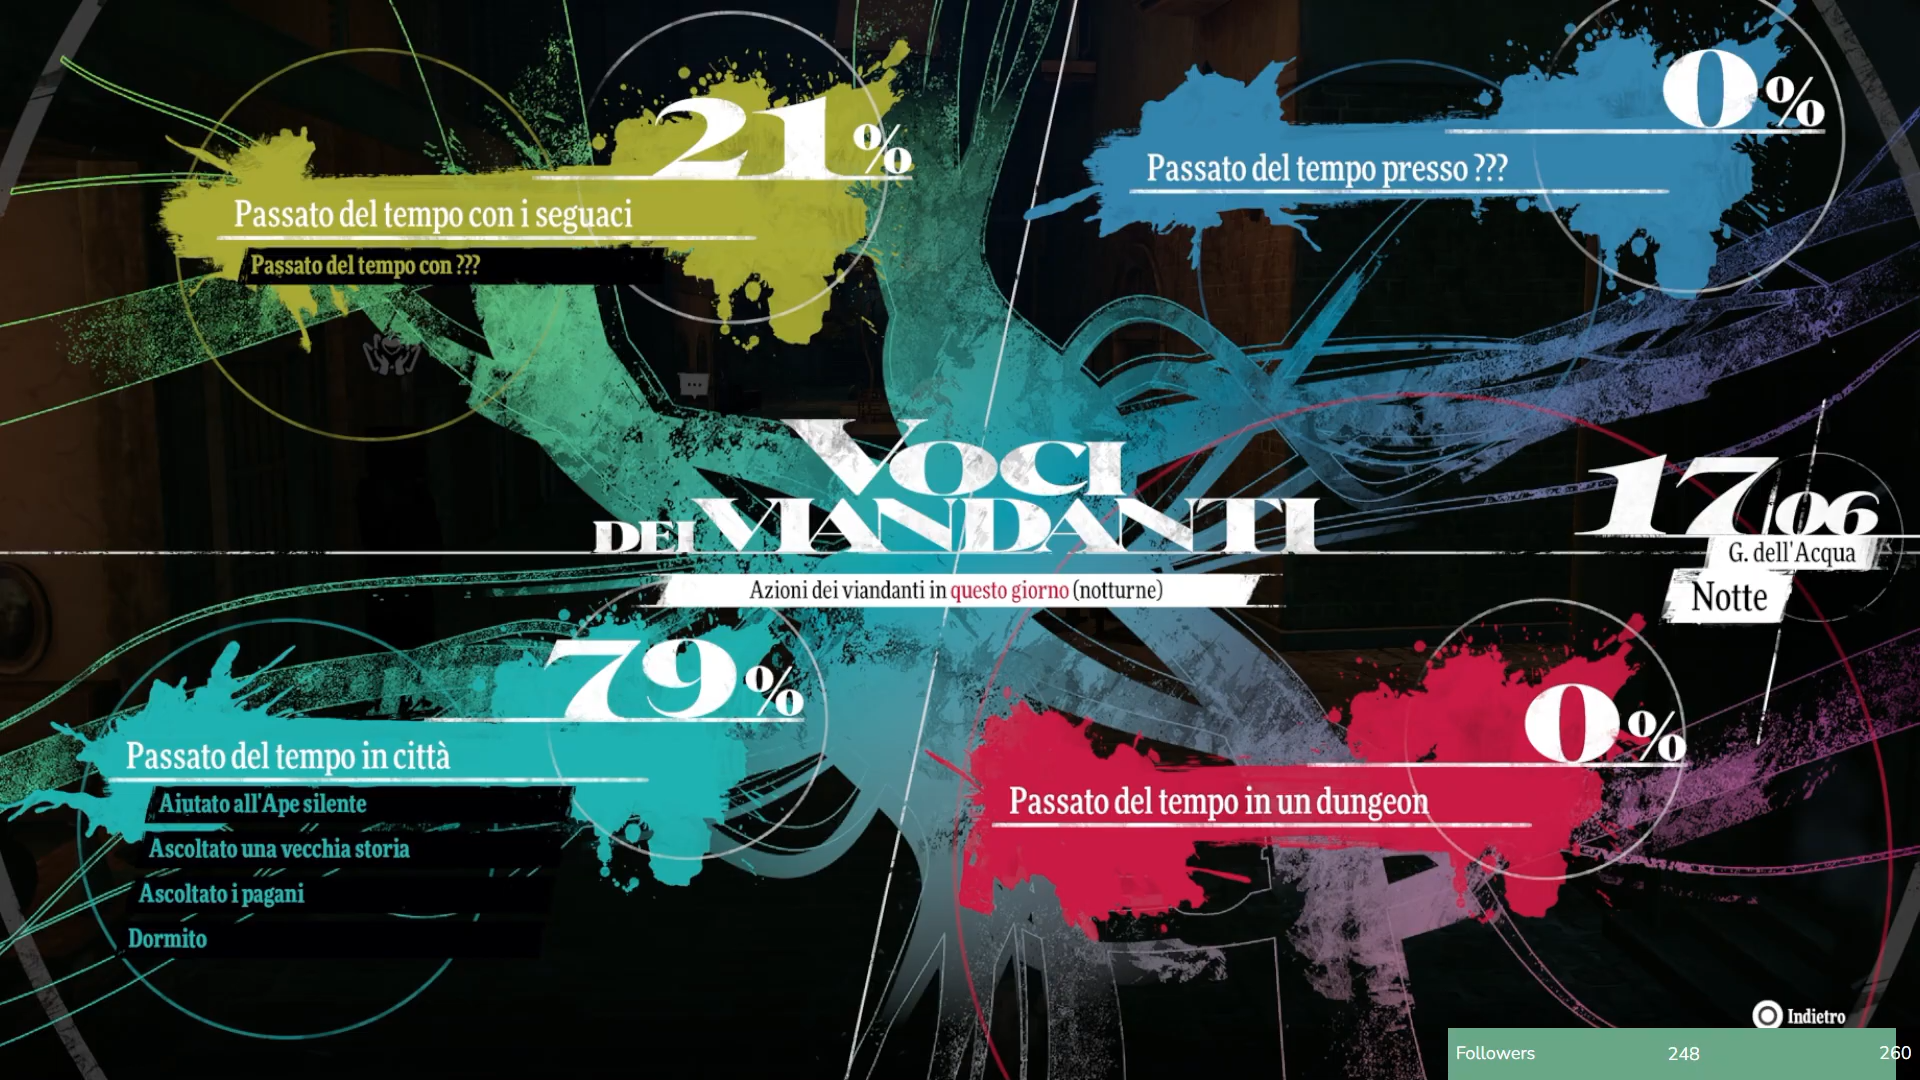 21%
Passato del tempo con i seguaci
Passato del tempo con ???
0%
Passato del tempo presso ???
VOCI
DEI VIANDANTI
Azioni dei viandanti in questo giorno (notturne)
17/06
G. dell'Acqua
Notte
79%
Passato del tempo in città
Aiutato all'Ape silente
Ascoltato una vecchia storia
Ascoltato i pagani
Dormito
0%
Passato del tempo in un dungeon
Indietro
Followers 248 260